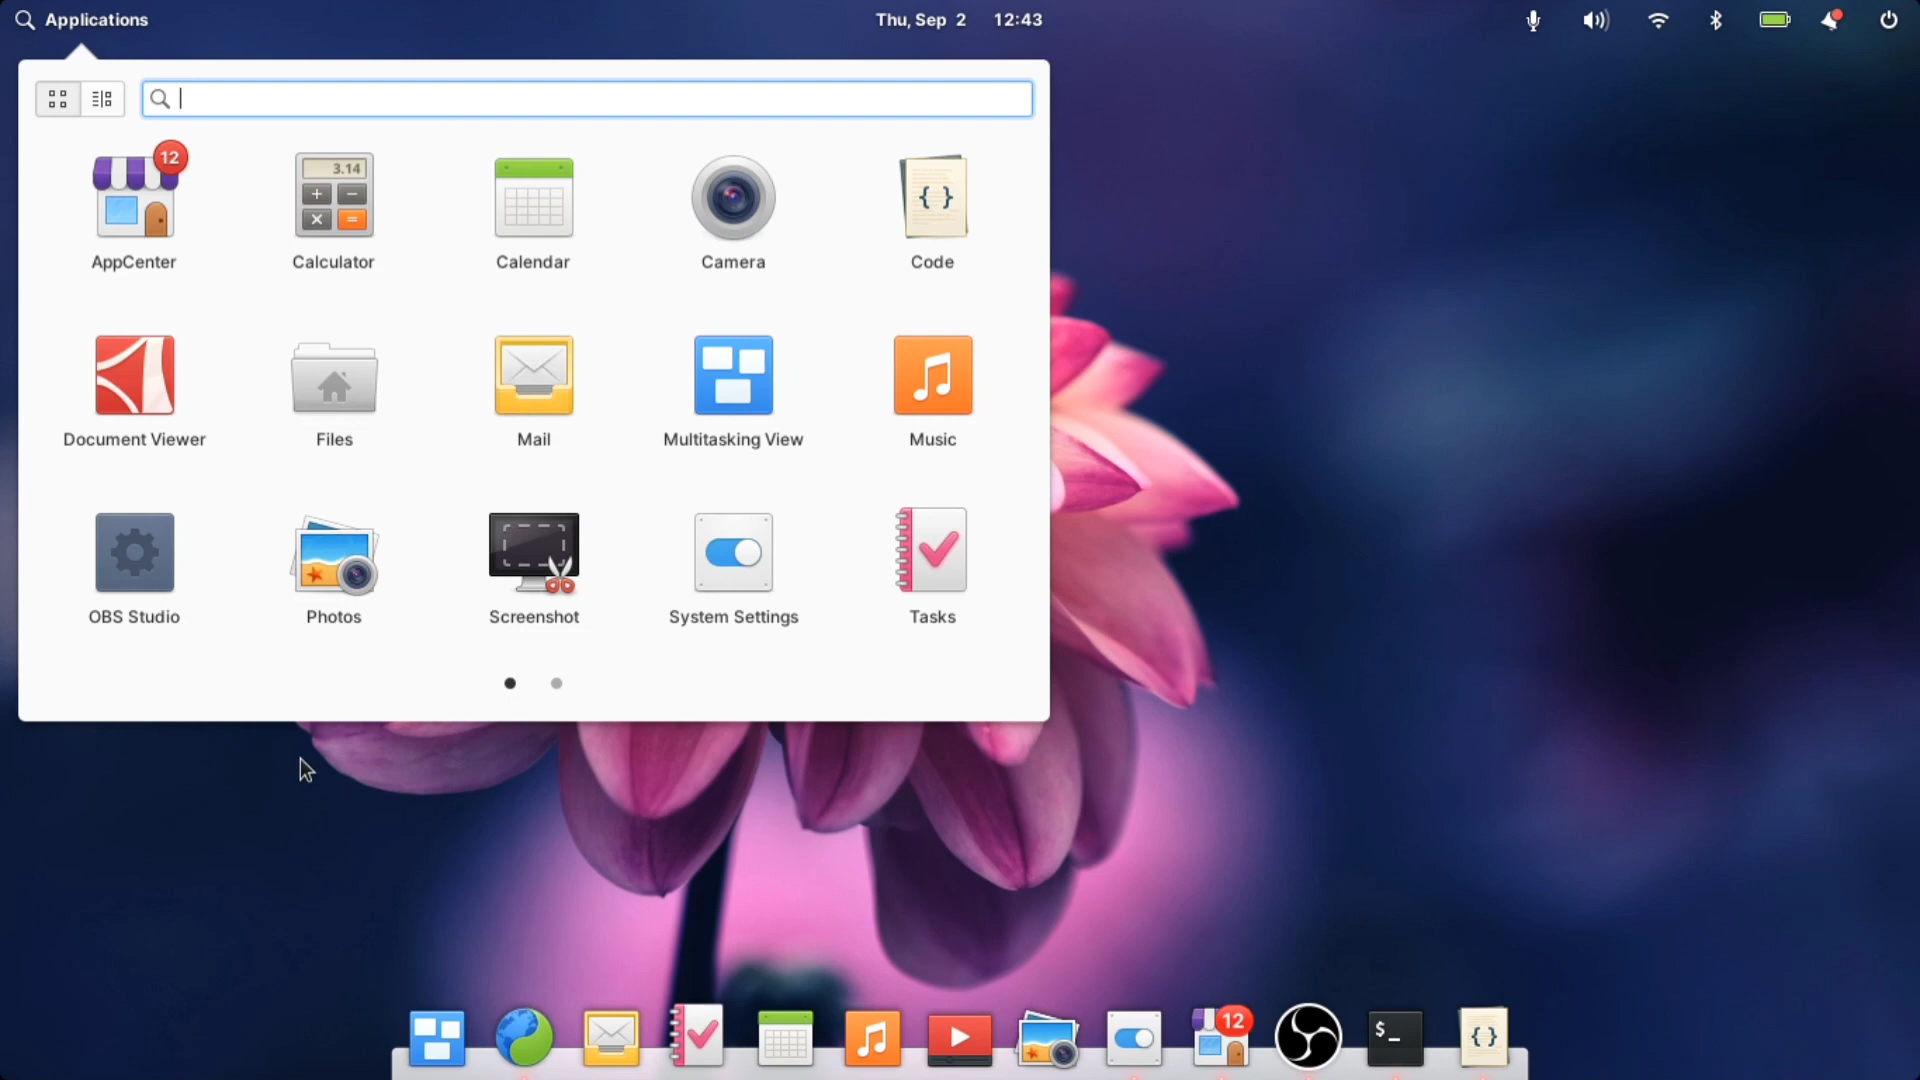 Applications
Thu, Sep 2 12:43
12
3.14
{ }
AppCenter
Calculator
Calendar
Camera
Code
Document Viewer
Files
Mail
Multitasking View
Music
OBS Studio
Photos
Screenshot
System Settings
Tasks
12
$_
{ }